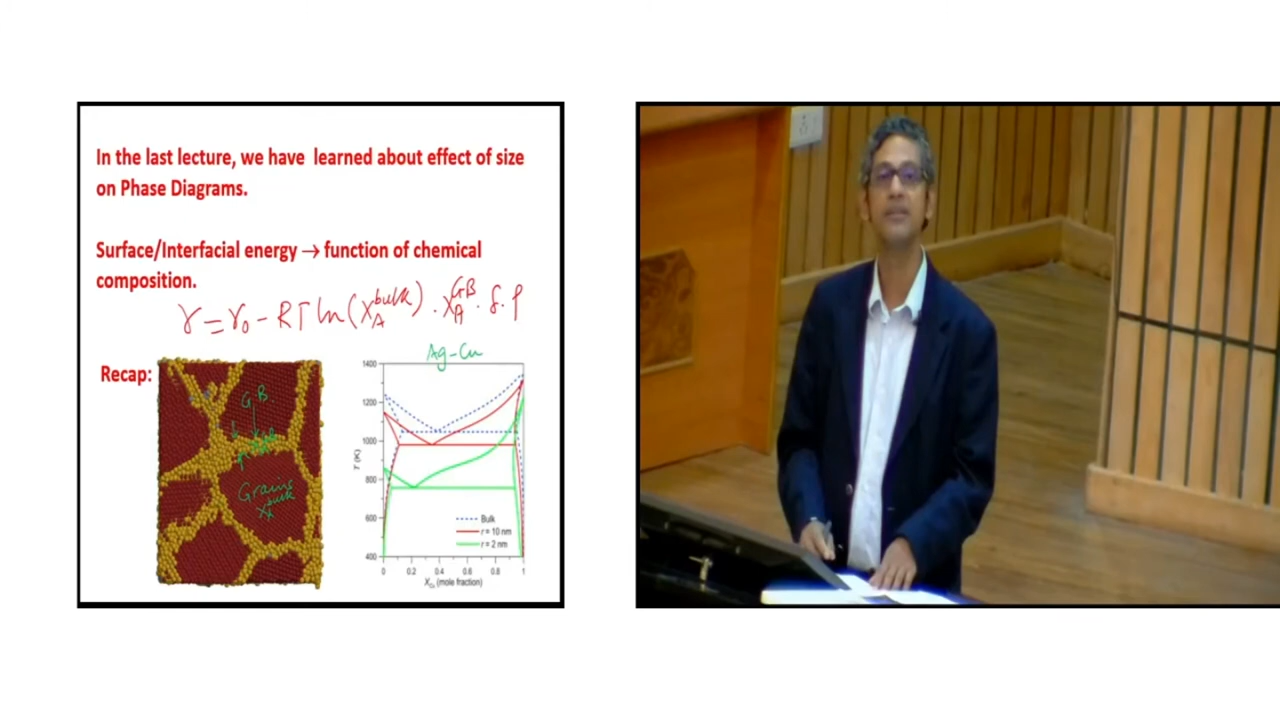 In the last lecture, we have learned about effect of size
on Phase Diagrams.
Surface/Interfacial energy → function of chemical
composition.
γ = γ₀ - RT ln(X_A^bulk) · X_A^GB · δ · ρ
Recap:
GB
Grains
X_A^bulk
Ag-Cu
1400
1200
1000
800
600
400
T (K)
Bulk
r = 10 nm
r = 2 nm
0 0.2 0.4 0.6 0.8 1
X_Cu (mole fraction)